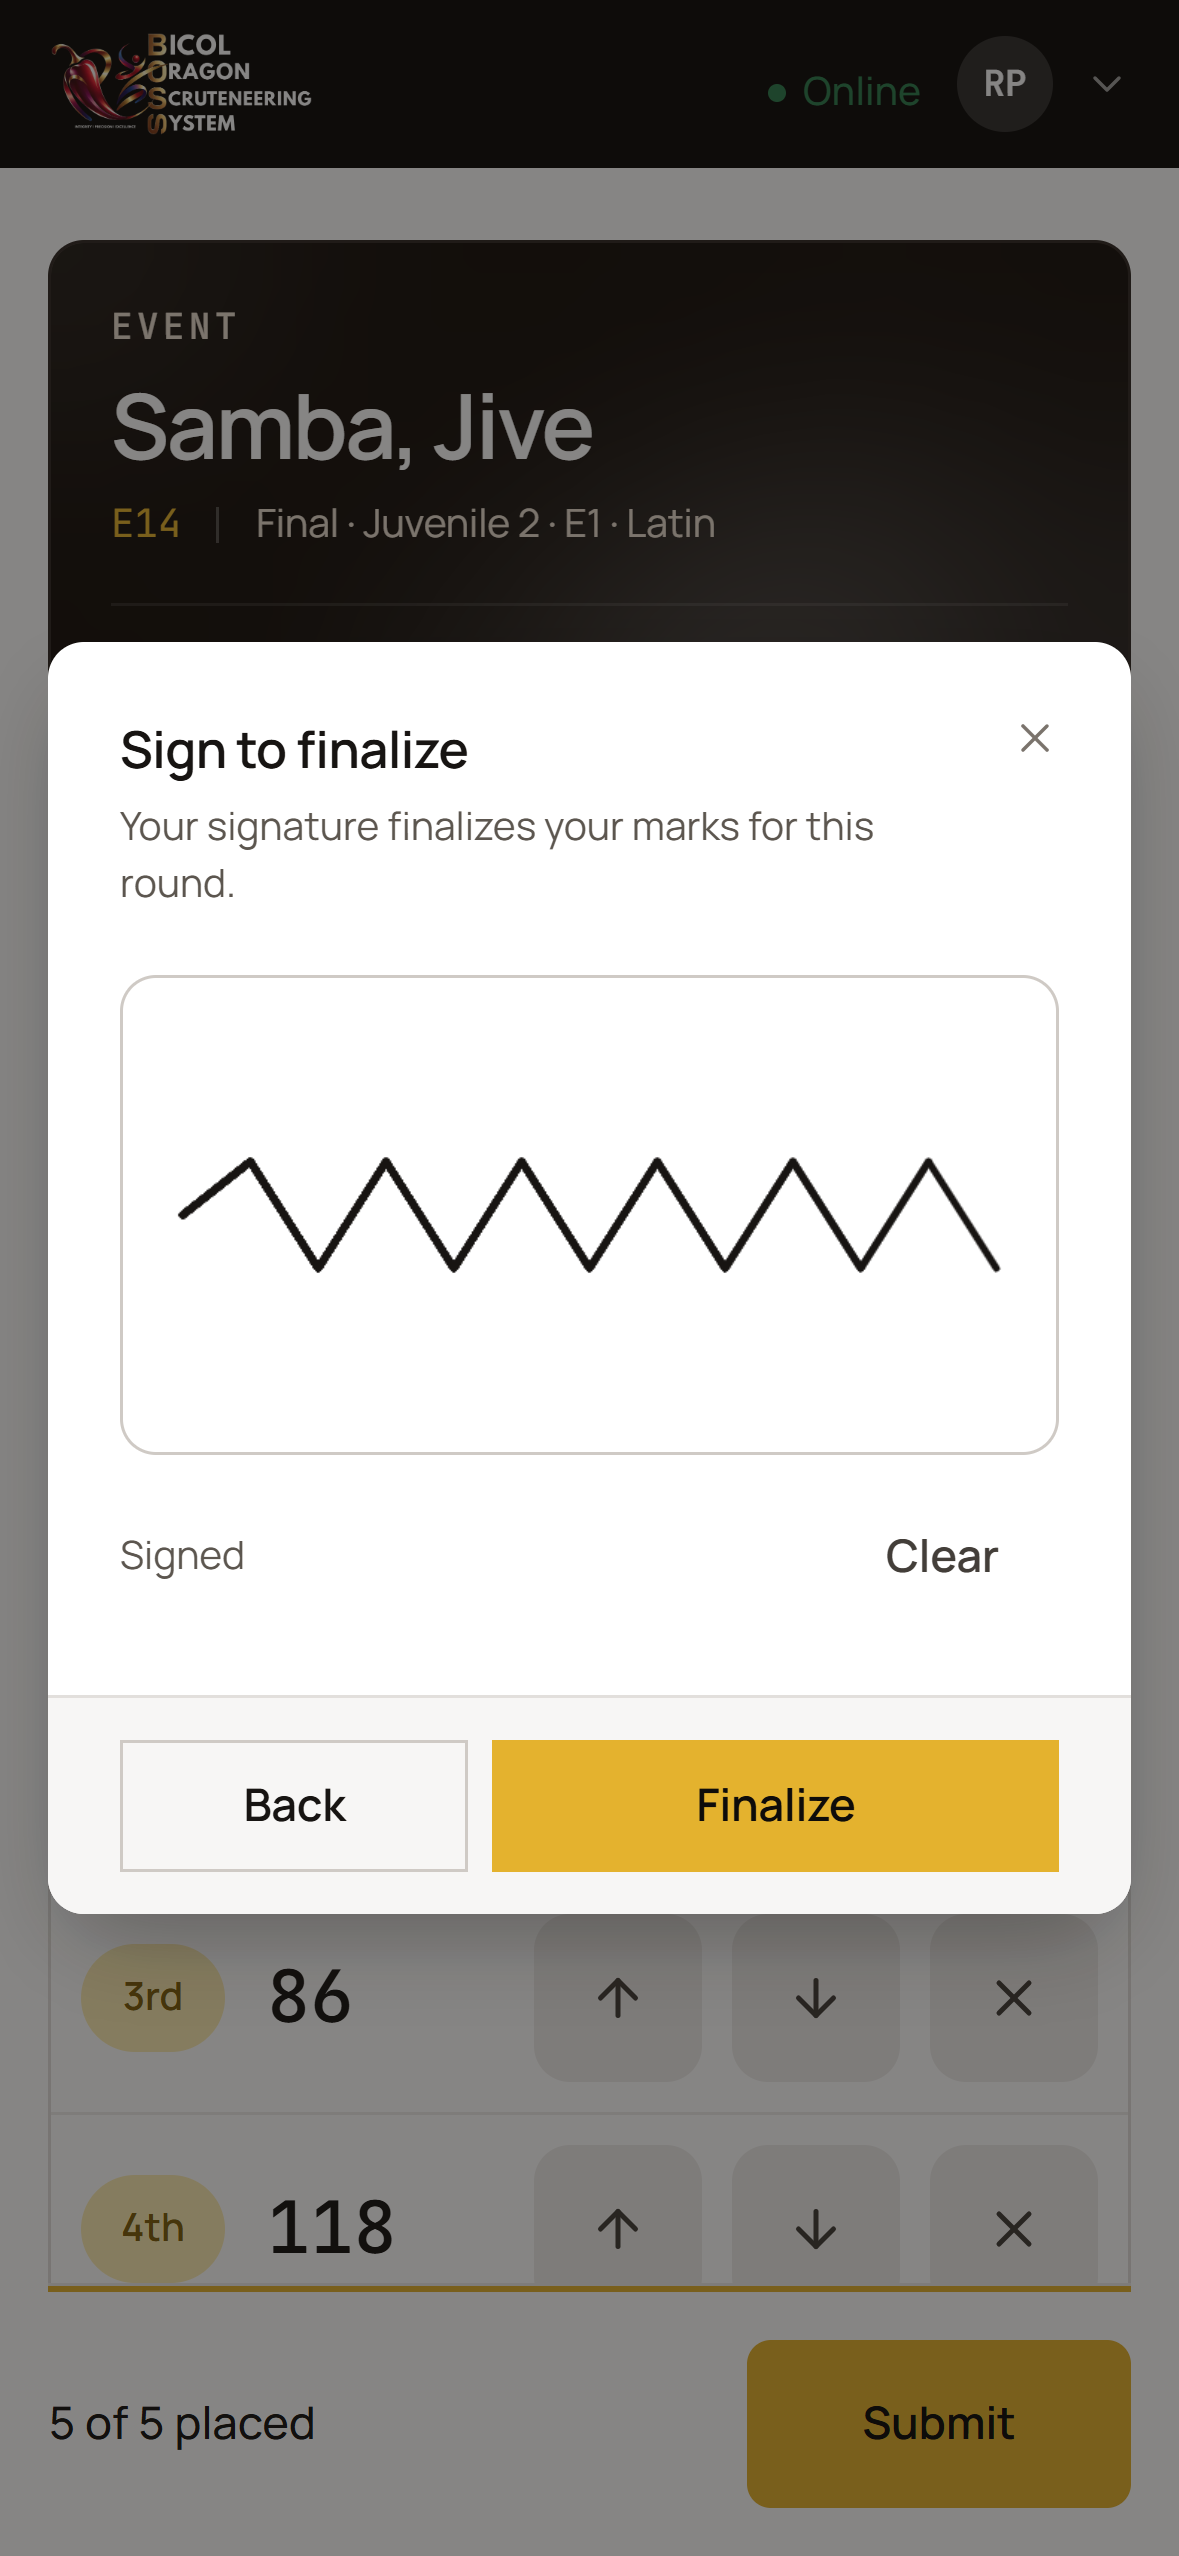 BICOL
ORAGON
SCRUTENEERING
SYSTEM
Online
RP
EVENT
Samba, Jive
E14 | Final · Juvenile 2 · E1 · Latin
Sign to finalize
Your signature finalizes your marks for this
round.
Signed
Clear
Back
Finalize
3rd
86
4th
118
5 of 5 placed
Submit